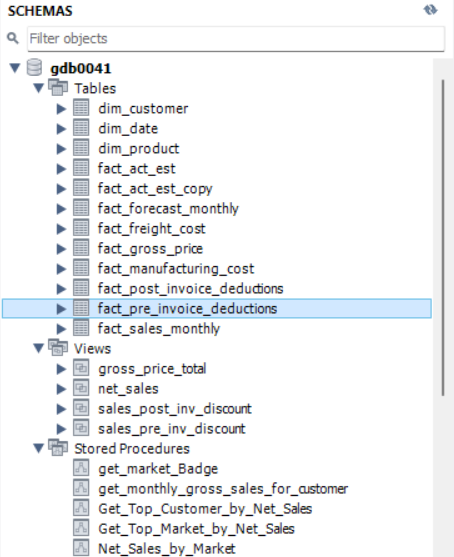 SCHEMAS
Filter objects
gdb0041
Tables
dim_customer
dim_date
dim_product
fact_act_est
fact_act_est_copy
fact_forecast_monthly
fact_freight_cost
fact_gross_price
fact_manufacturing_cost
fact_post_invoice_deductions
fact_pre_invoice_deductions
fact_sales_monthly
Views
gross_price_total
net_sales
sales_post_inv_discount
sales_pre_inv_discount
Stored Procedures
get_market_Badge
get_monthly_gross_sales_for_customer
Get_Top_Customer_by_Net_Sales
Get_Top_Market_by_Net_Sales
Net_Sales_by_Market